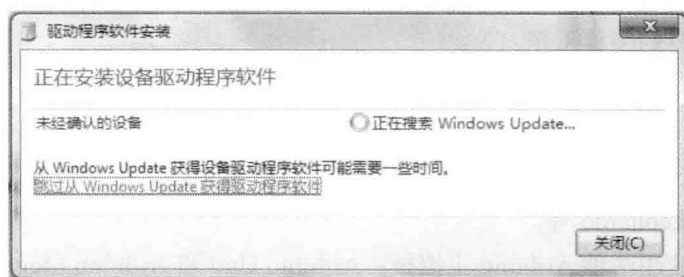 驱动程序软件安装
正在安装设备驱动程序软件
未经确认的设备 正在搜索 Windows Update...
从 Windows Update 获得设备驱动程序软件可能需要一些时间。
跳过从 Windows Update 获得驱动程序软件
关闭(C)